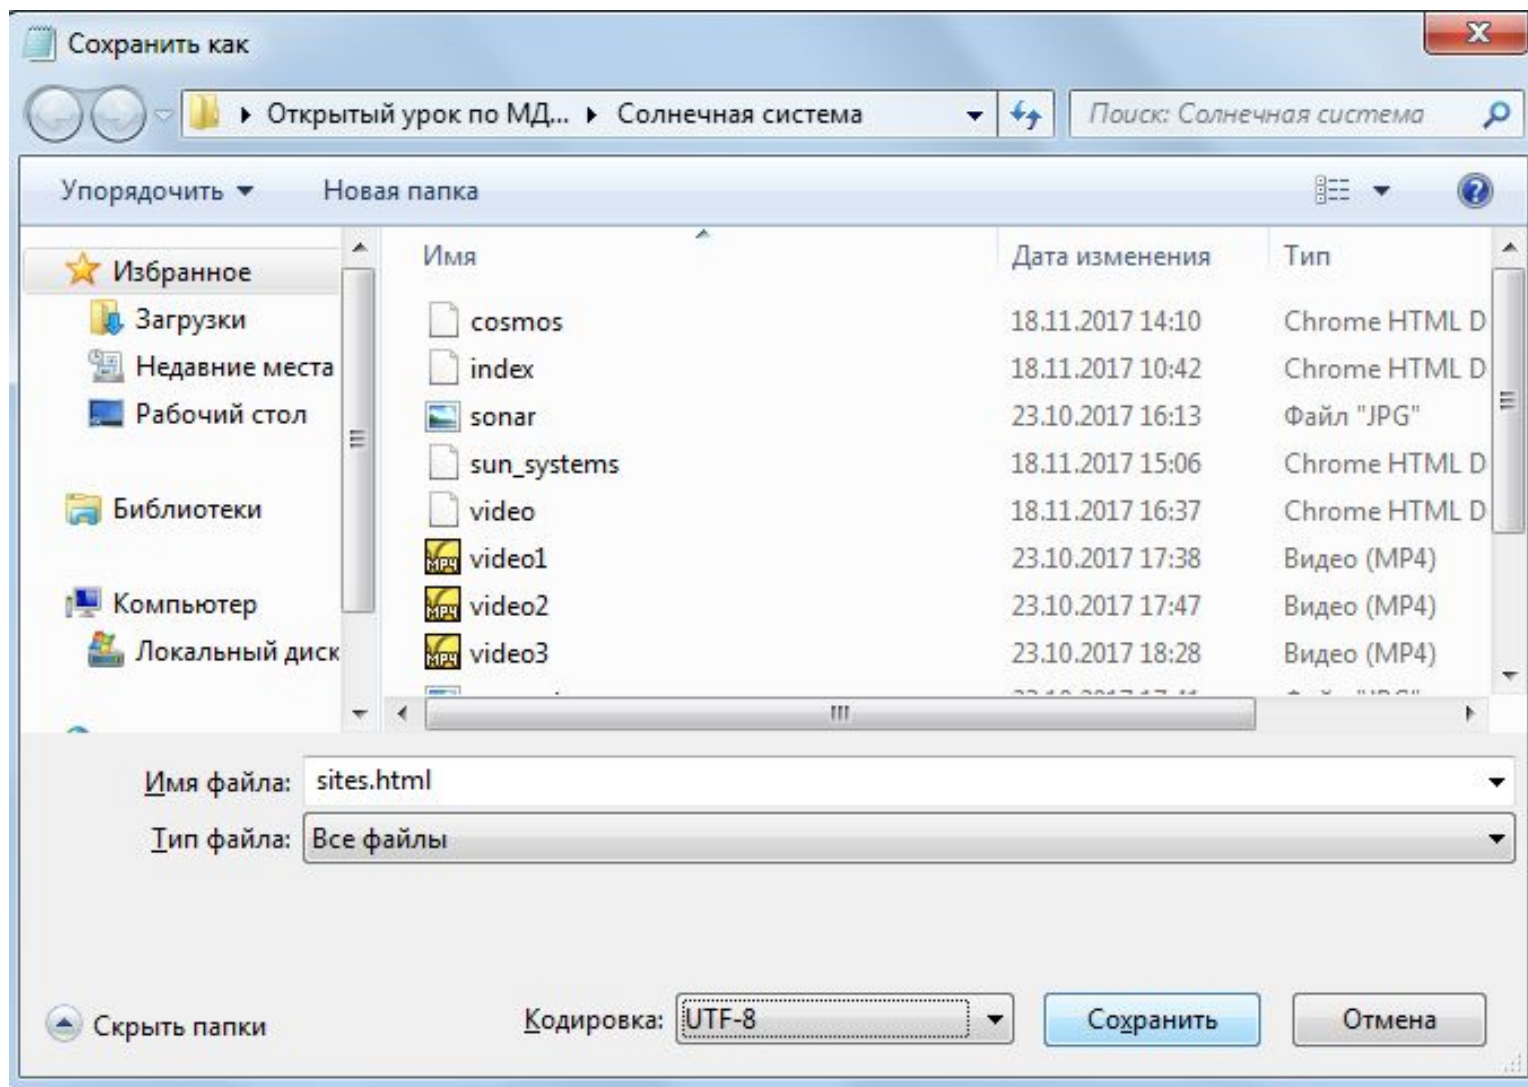 Сохранить как
Открытый урок по МД... Солнечная система Поиск: Солнечная система
Упорядочить Новая папка
Избранное
Загрузки
Недавние места
Рабочий стол
Библиотеки
Компьютер
Локальный диск
Имя Дата изменения Тип
cosmos 18.11.2017 14:10 Chrome HTML D
index 18.11.2017 10:42 Chrome HTML D
sonar 23.10.2017 16:13 Файл "JPG"
sun_systems 18.11.2017 15:06 Chrome HTML D
video 18.11.2017 16:37 Chrome HTML D
video1 23.10.2017 17:38 Видео (MP4)
video2 23.10.2017 17:47 Видео (MP4)
video3 23.10.2017 18:28 Видео (MP4)
Имя файла: sites.html
Тип файла: Все файлы
Скрыть папки Кодировка: UTF-8 Сохранить Отмена